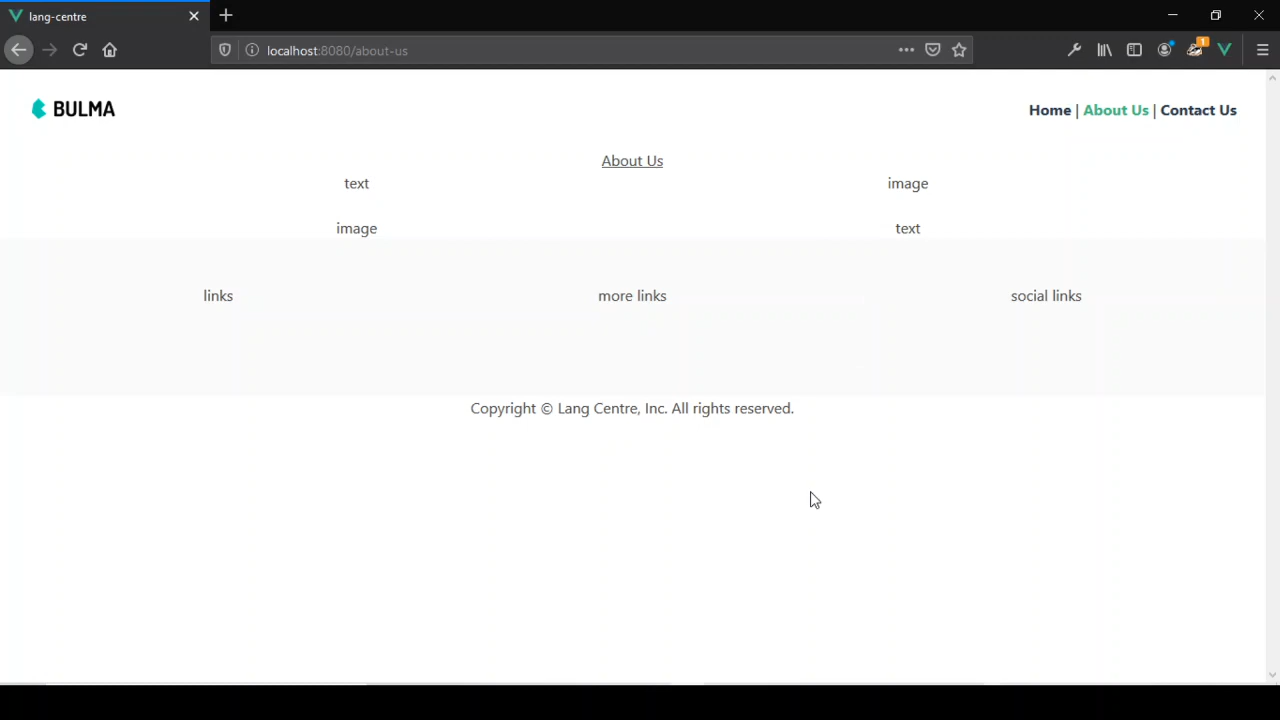 lang-centre
localhost:8080/about-us
1
BULMA
Home | About Us | Contact Us
About Us
text image
image text
links more links social links
Copyright © Lang Centre, Inc. All rights reserved.